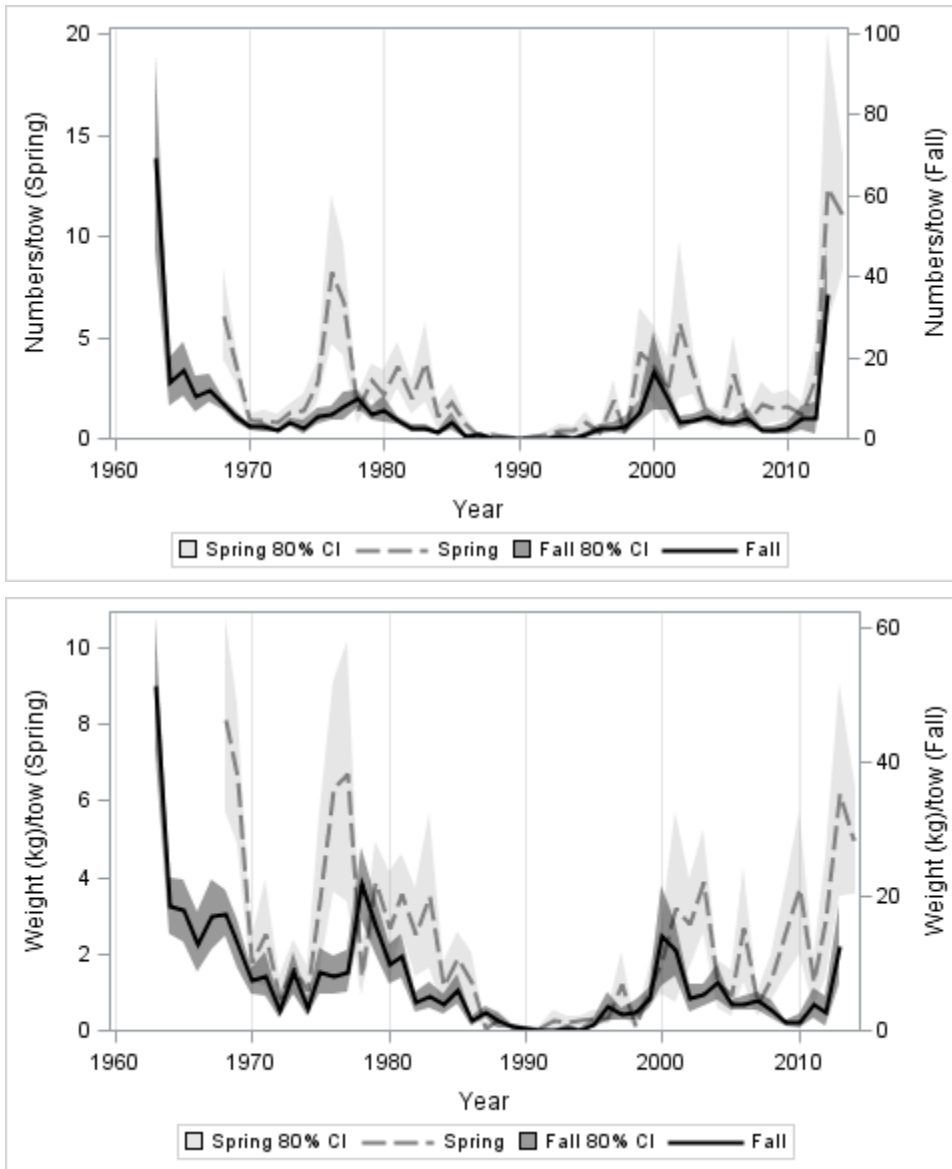 20
15
10
5
0
Numbers/tow (Spring)
100
80
60
40
20
0
Numbers/tow (Fall)
1960 1970 1980 1990 2000 2010
Year
Spring 80% CI Spring Fall 80% CI Fall
10
8
6
4
2
0
Weight (kg)/tow (Spring)
60
40
20
0
Weight (kg)/tow (Fall)
1960 1970 1980 1990 2000 2010
Year
Spring 80% CI Spring Fall 80% CI Fall